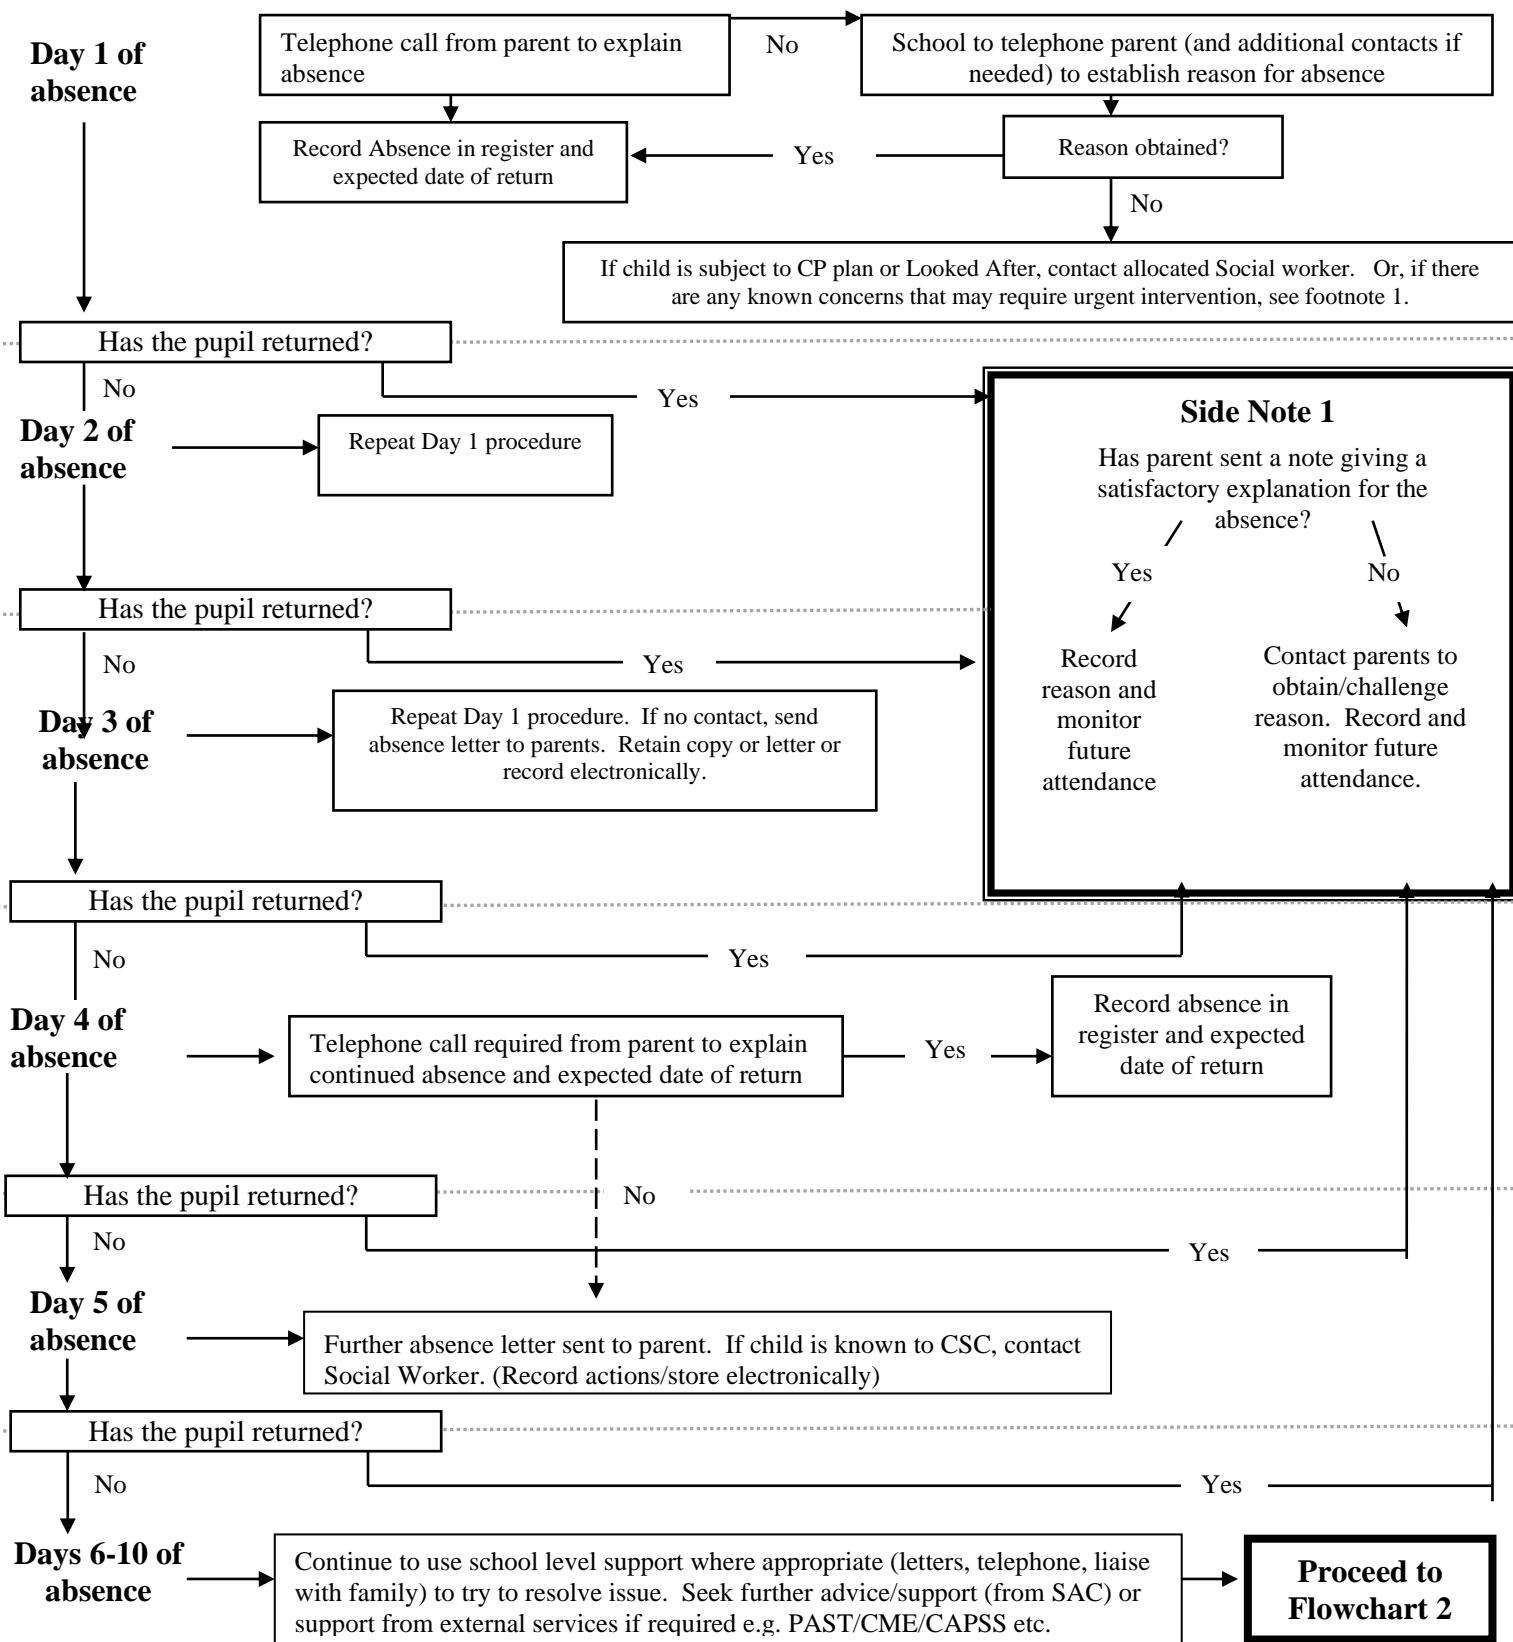 Day 1 of
absence
Telephone call from parent to explain
absence
No
School to telephone parent (and additional contacts if
needed) to establish reason for absence
Record Absence in register and
expected date of return
Yes
Reason obtained?
No
If child is subject to CP plan or Looked After, contact allocated Social worker.   Or, if there
are any known concerns that may require urgent intervention, see footnote 1.
Has the pupil returned?
No
Yes
Day 2 of
absence
Repeat Day 1 procedure
Side Note 1
Has parent sent a note giving a
satisfactory explanation for the
absence?
Yes
No
Record
reason and
monitor
future
attendance
Contact parents to
obtain/challenge
reason.  Record and
monitor future
attendance.
Has the pupil returned?
No
Yes
Day 3 of
absence
Repeat Day 1 procedure.  If no contact, send
absence letter to parents.  Retain copy or letter or
record electronically.
Has the pupil returned?
No
Yes
Day 4 of
absence
Telephone call required from parent to explain
continued absence and expected date of return
Yes
Record absence in
register and expected
date of return
Has the pupil returned?
No
No
Yes
Day 5 of
absence
Further absence letter sent to parent.  If child is known to CSC, contact
Social Worker. (Record actions/store electronically)
Has the pupil returned?
No
Yes
Days 6-10 of
absence
Continue to use school level support where appropriate (letters, telephone, liaise
with family) to try to resolve issue.  Seek further advice/support (from SAC) or
support from external services if required e.g. PAST/CME/CAPSS etc.
Proceed to
Flowchart 2